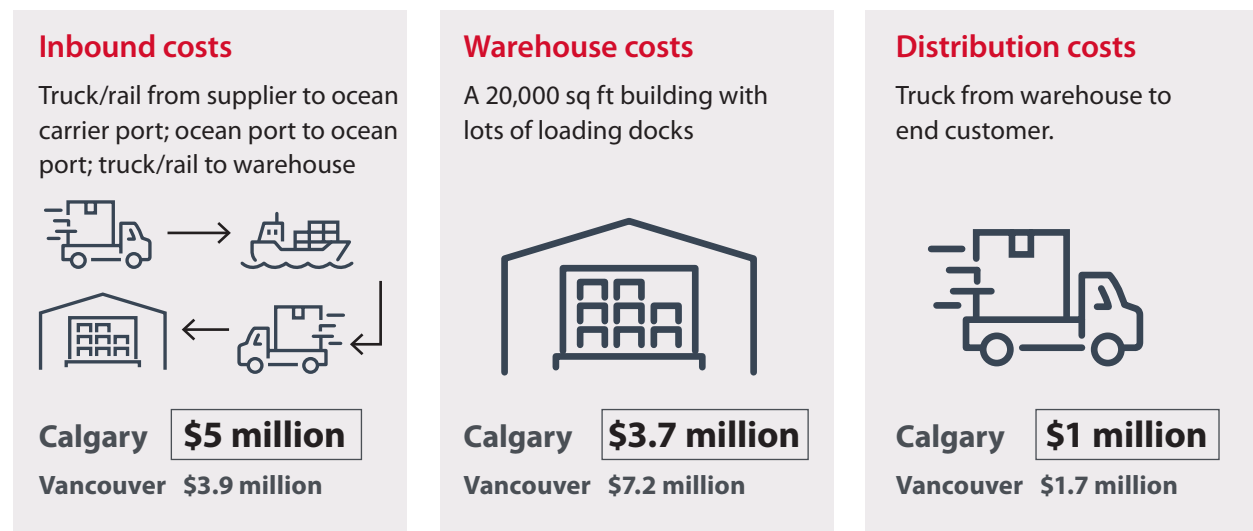 Inbound costs
Truck/rail from supplier to ocean
carrier port; ocean port to ocean
port; truck/rail to warehouse
Calgary $5 million
Vancouver $3.9 million
Warehouse costs
A 20,000 sq ft building with
lots of loading docks
Calgary $3.7 million
Vancouver $7.2 million
Distribution costs
Truck from warehouse to
end customer.
Calgary $1 million
Vancouver $1.7 million